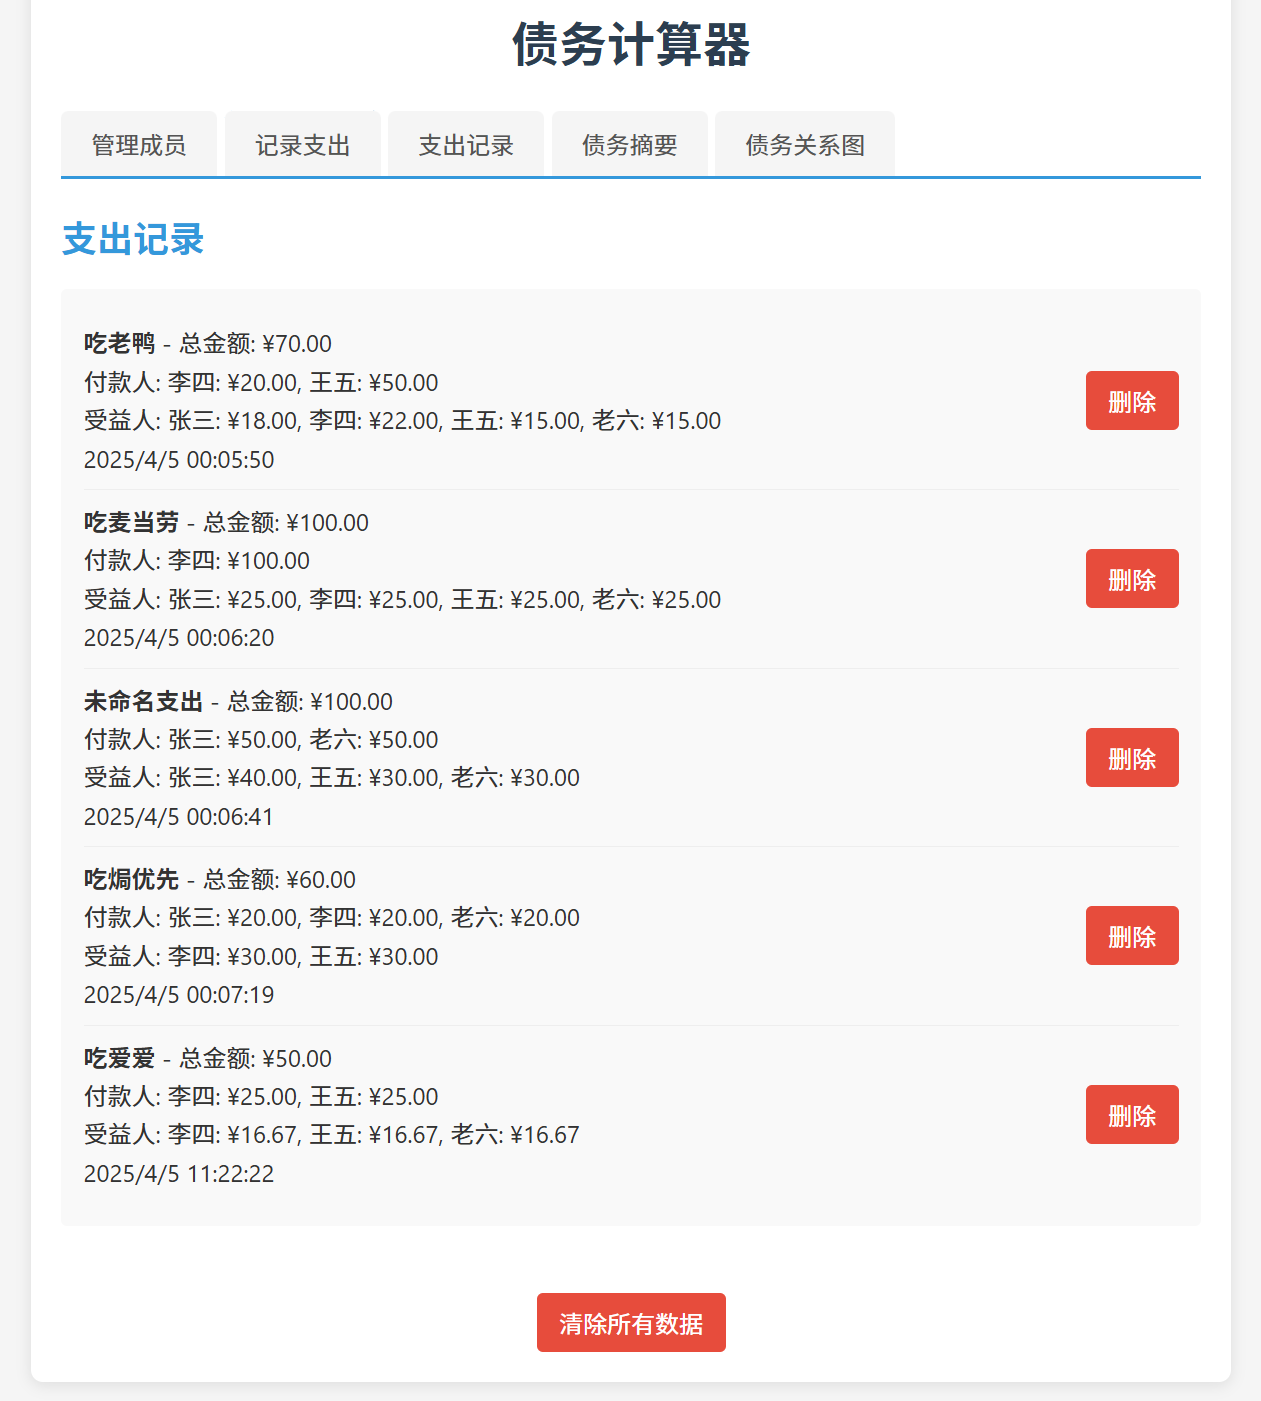 债务计算器
管理成员 记录支出 支出记录 债务摘要 债务关系图
支出记录
吃老鸭 - 总金额: ¥70.00
付款人: 李四: ¥20.00, 王五: ¥50.00
受益人: 张三: ¥18.00, 李四: ¥22.00, 王五: ¥15.00, 老六: ¥15.00
2025/4/5 00:05:50
删除
吃麦当劳 - 总金额: ¥100.00
付款人: 李四: ¥100.00
受益人: 张三: ¥25.00, 李四: ¥25.00, 王五: ¥25.00, 老六: ¥25.00
2025/4/5 00:06:20
删除
未命名支出 - 总金额: ¥100.00
付款人: 张三: ¥50.00, 老六: ¥50.00
受益人: 张三: ¥40.00, 王五: ¥30.00, 老六: ¥30.00
2025/4/5 00:06:41
删除
吃焗优先 - 总金额: ¥60.00
付款人: 张三: ¥20.00, 李四: ¥20.00, 老六: ¥20.00
受益人: 李四: ¥30.00, 王五: ¥30.00
2025/4/5 00:07:19
删除
吃爱爱 - 总金额: ¥50.00
付款人: 李四: ¥25.00, 王五: ¥25.00
受益人: 李四: ¥16.67, 王五: ¥16.67, 老六: ¥16.67
2025/4/5 11:22:22
删除
清除所有数据